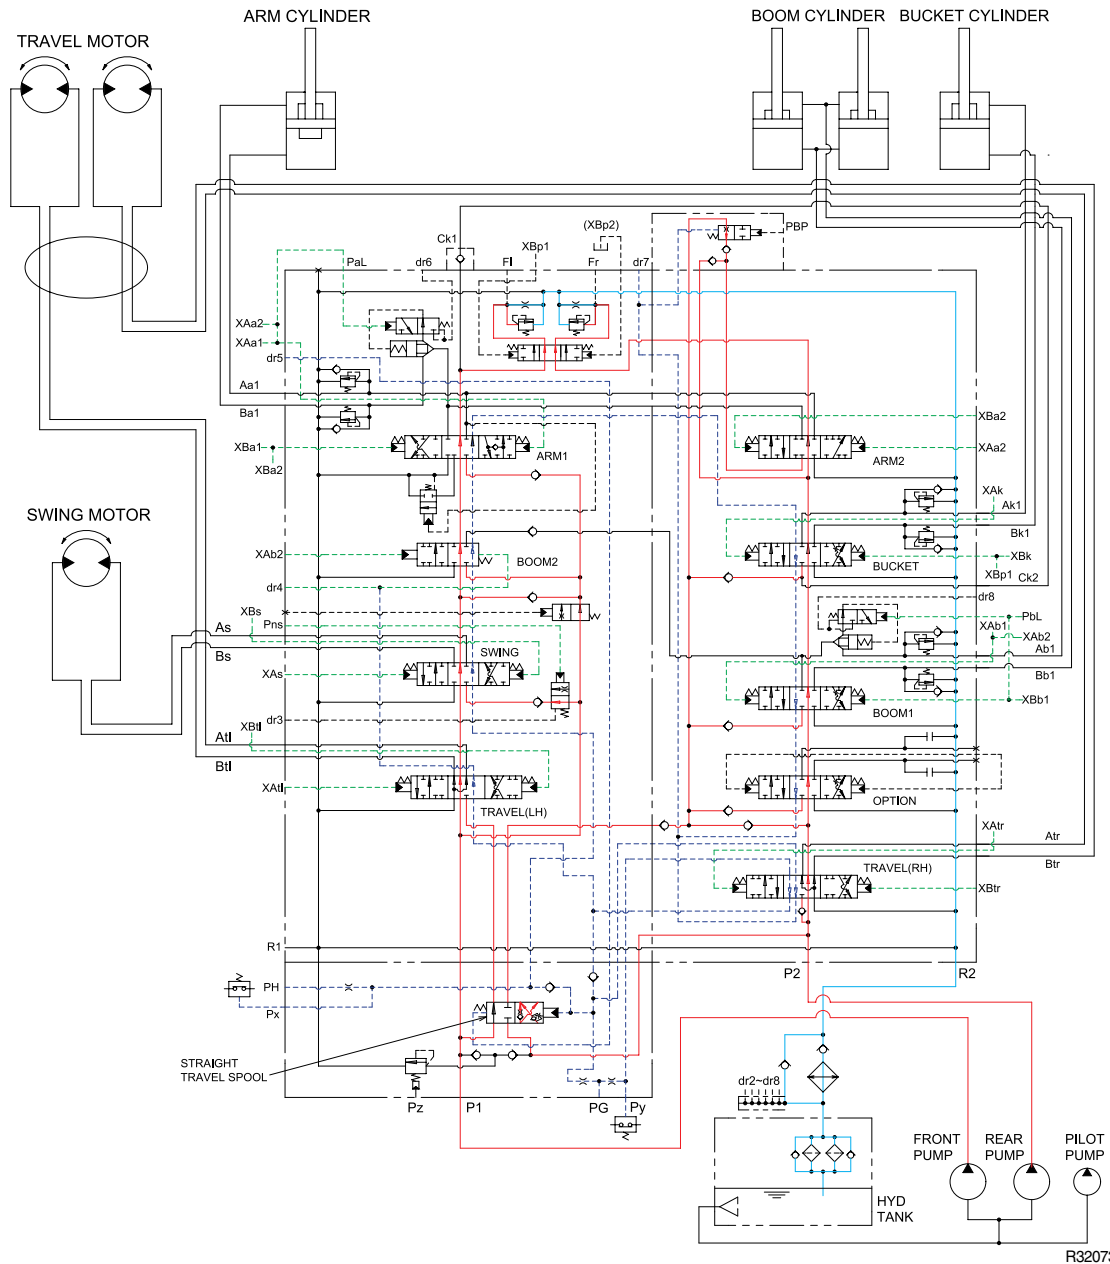 ARM CYLINDER
BOOM CYLINDER
BUCKET CYLINDER
TRAVEL MOTOR
(XBp2)
PBP
Ck1
XBp1
PaL
dr6
Fl
Fr
dr7
XAa2
XAa1
dr5
Aa1
Ba1
XBa1
XBa2
ARM1
XBa2
XAa2
ARM2
XAk
Ak1
Bk1
SWING MOTOR
XAb2
BOOM2
BUCKET
XBk
XBp1
Ck2
dr4
XBs
Pns
dr8
PbL
XAb1
XAb2
Ab1
As
Bs
SWING
XAs
Bb1
XBb1
BOOM1
dr3
XBtl
Atl
Btl
XAtl
TRAVEL(LH)
OPTION
XAtr
Atr
Btr
TRAVEL(RH)
XBtr
R1
P2
R2
PH
Px
STRAIGHT
TRAVEL SPOOL
dr2~dr8
Pz
P1
PG
Py
FRONT
PUMP
REAR
PUMP
PILOT
PUMP
HYD
TANK
R32073